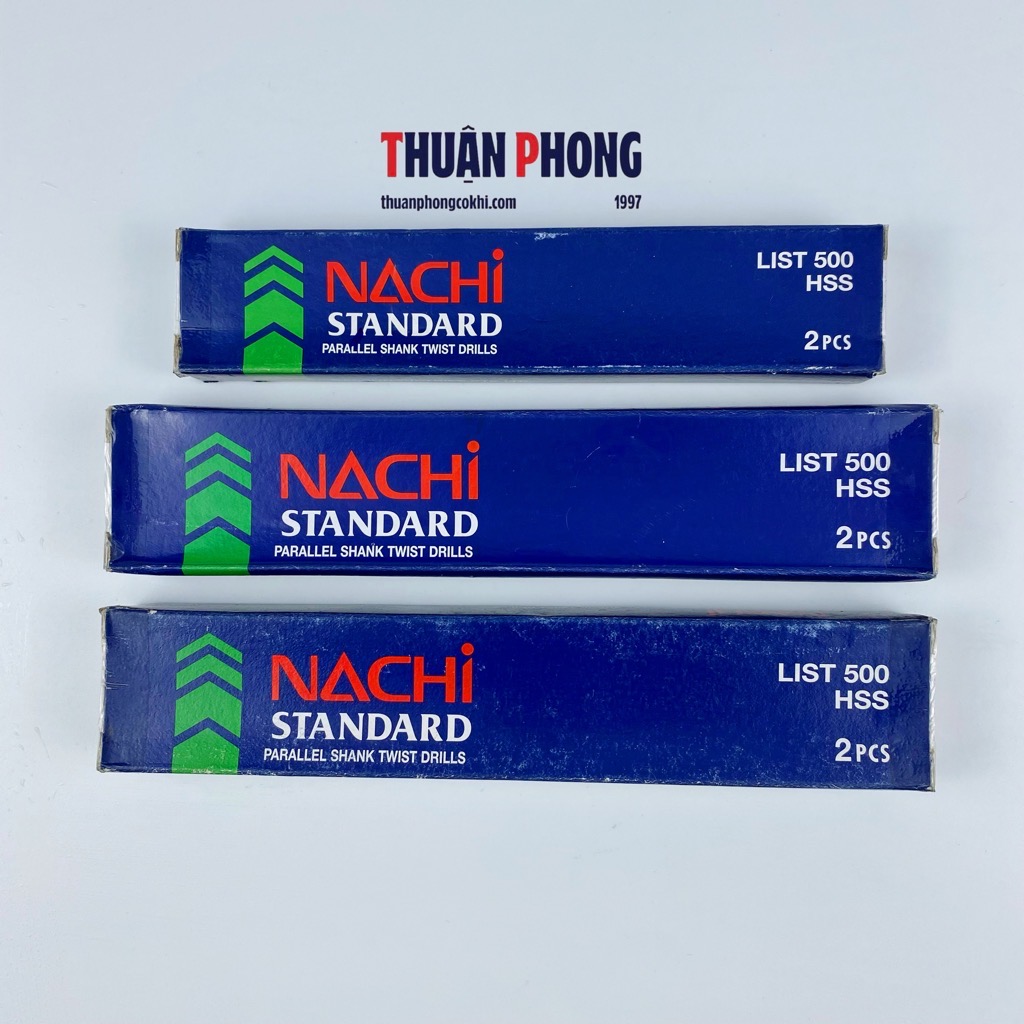 THUẬN PHONG
thuanphongcokhi.com 1997
NACHi
STANDARD
PARALLEL SHANK TWIST DRILLS
LIST 500
HSS
2 PCS
NACHi
STANDARD
PARALLEL SHANK TWIST DRILLS
LIST 500
HSS
2 PCS
NACHi
STANDARD
PARALLEL SHANK TWIST DRILLS
LIST 500
HSS
2 PCS